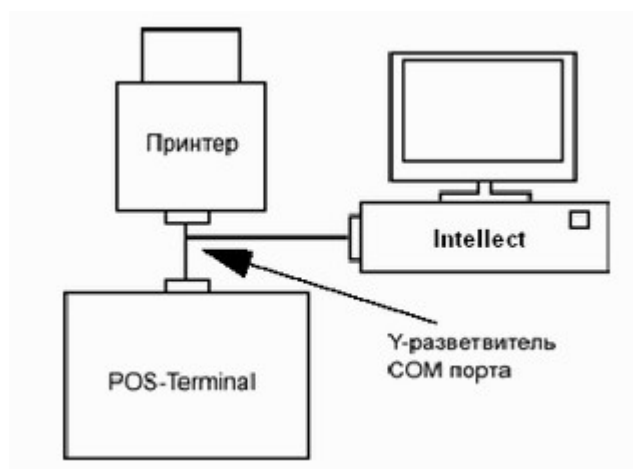 Принтер
Intellect
Y-разветвитель
COM порта
POS-Terminal